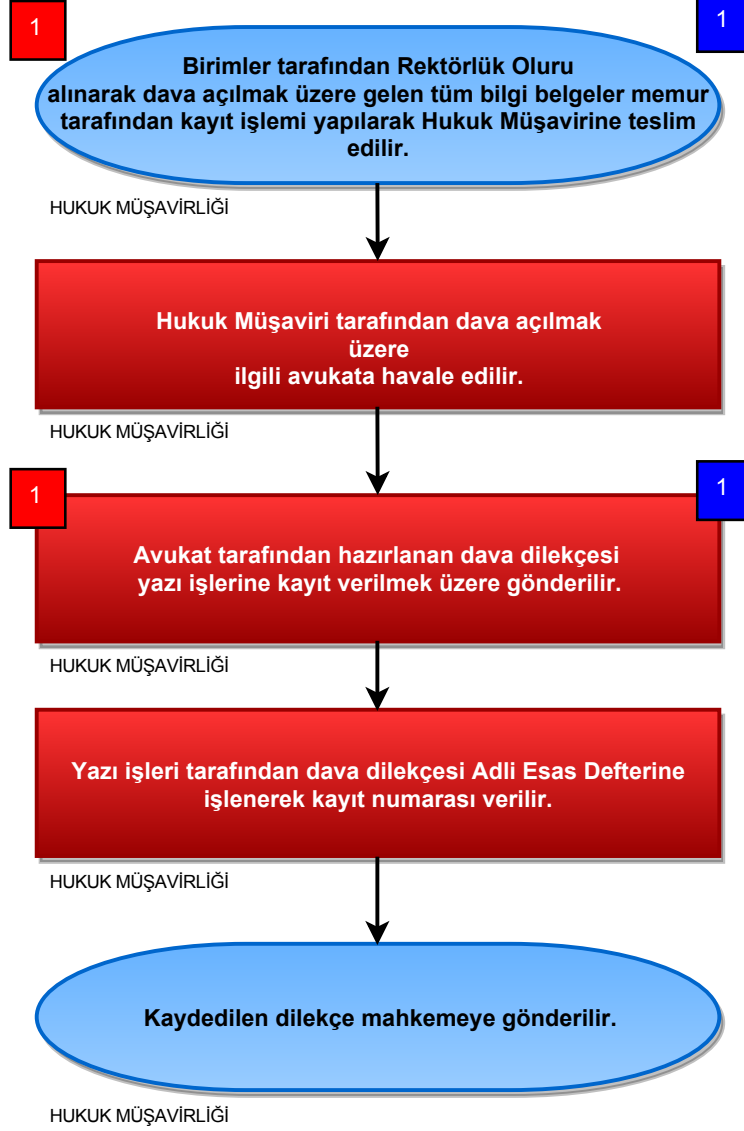 1
1
Birimler tarafından Rektörlük Oluru
alınarak dava açılmak üzere gelen tüm bilgi belgeler memur
tarafından kayıt işlemi yapılarak Hukuk Müşavirine teslim
edilir.
HUKUK MÜŞAVİRLİĞİ
Hukuk Müşaviri tarafından dava açılmak
üzere
ilgili avukata havale edilir.
HUKUK MÜŞAVİRLİĞİ
1
1
Avukat tarafından hazırlanan dava dilekçesi
yazı işlerine kayıt verilmek üzere gönderilir.
HUKUK MÜŞAVİRLİĞİ
Yazı işleri tarafından dava dilekçesi Adli Esas Defterine
işlenerek kayıt numarası verilir.
HUKUK MÜŞAVİRLİĞİ
Kaydedilen dilekçe mahkemeye gönderilir.
HUKUK MÜŞAVİRLİĞİ